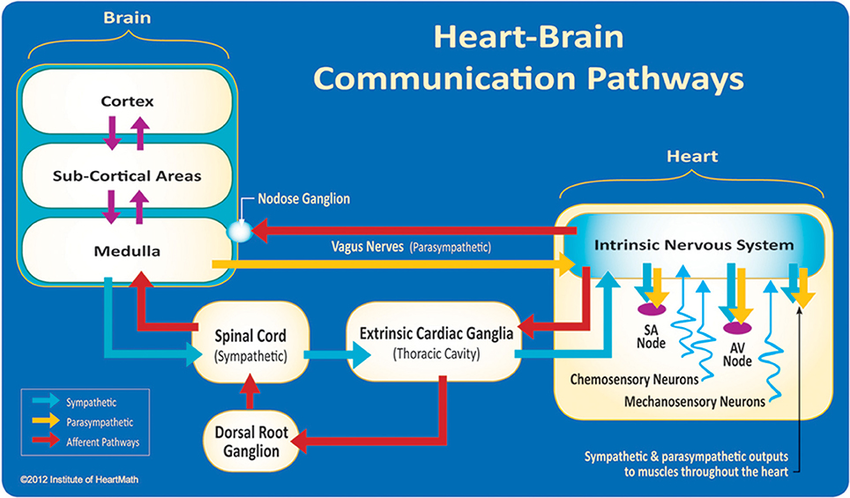 Brain
Heart-Brain
Communication Pathways
Cortex
Sub-Cortical Areas
Medulla
Nodose Ganglion
Vagus Nerves (Parasympathetic)
Heart
Intrinsic Nervous System
SA
Node
AV
Node
Chemosensory Neurons
Mechanosensory Neurons
Spinal Cord
(Sympathetic)
Extrinsic Cardiac Ganglia
(Thoracic Cavity)
Dorsal Root
Ganglion
Sympathetic
Parasympathetic
Afferent Pathways
Sympathetic & parasympathetic outputs
to muscles throughout the heart
©2012 Institute of HeartMath